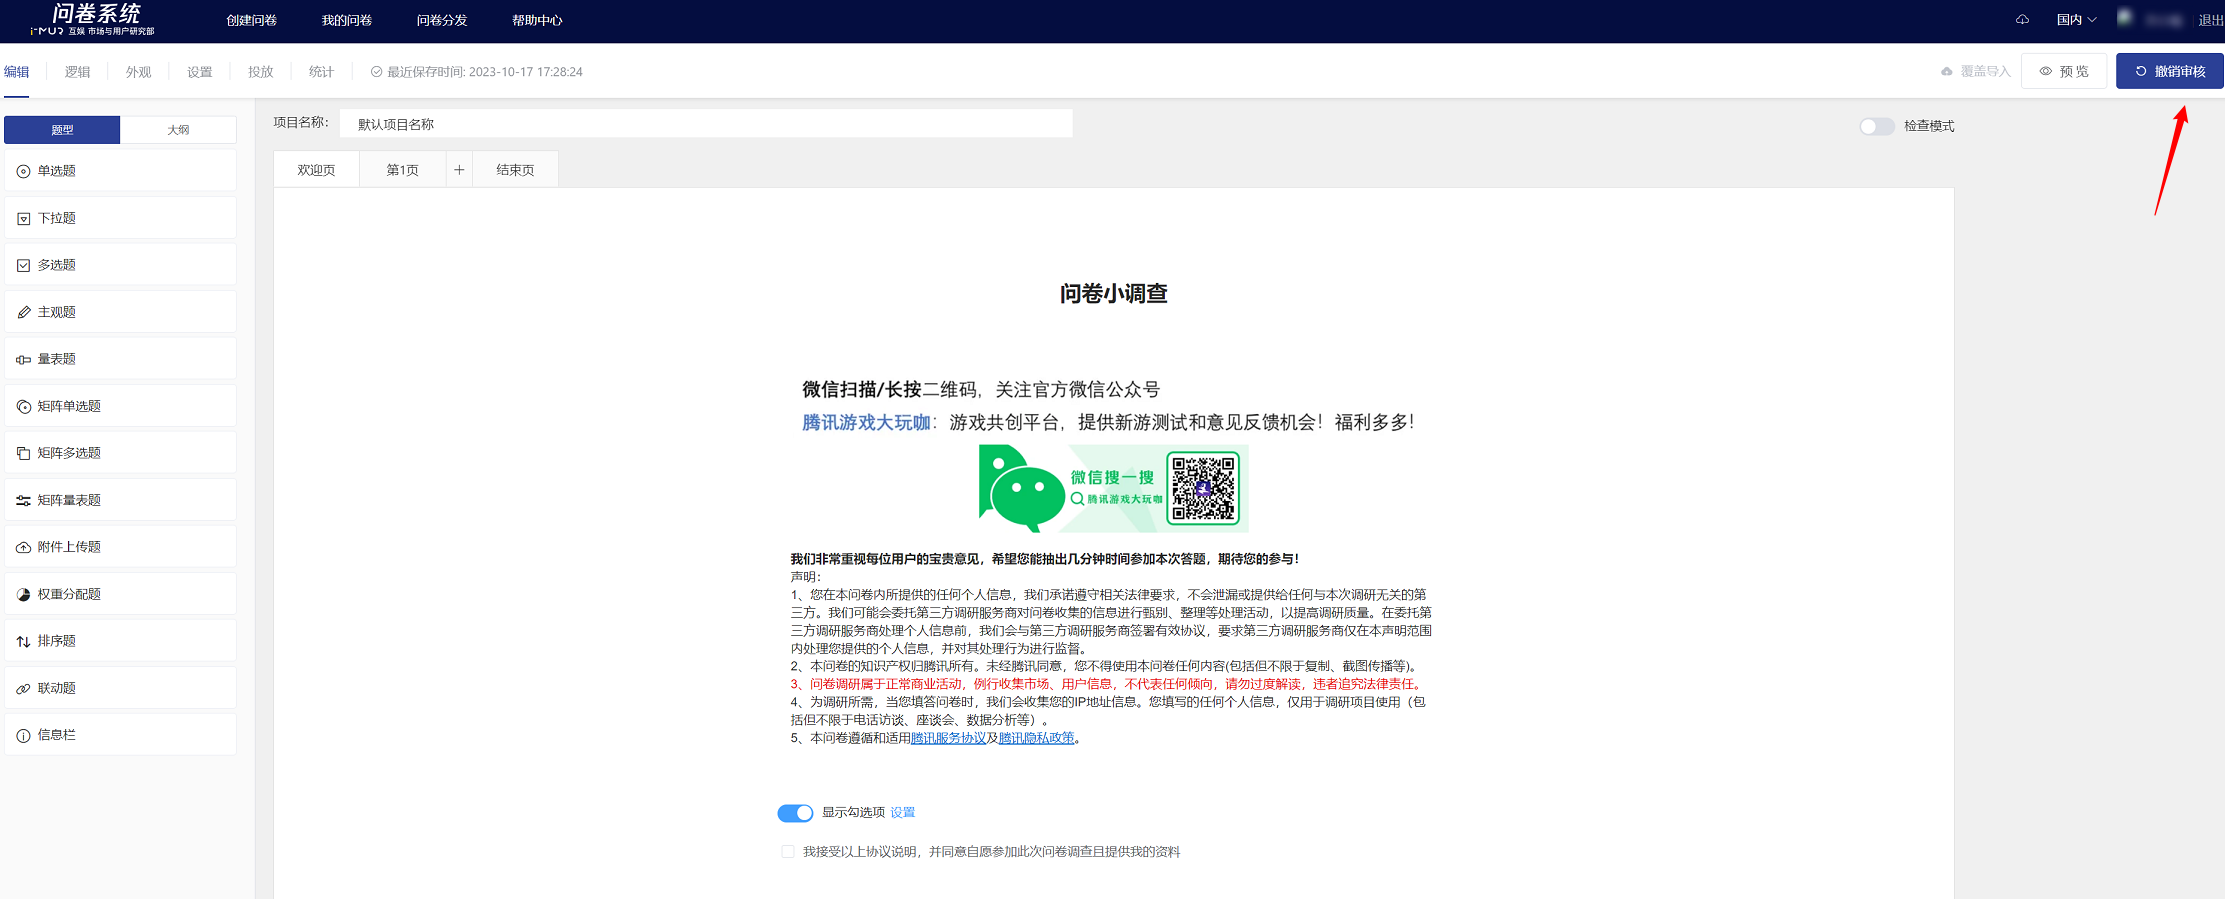 问卷系统
i-MUR 互娱 市场与用户研究部
创建问卷
我的问卷
问卷分发
帮助中心
国内
退出
编辑
逻辑
外观
设置
投放
统计
最近保存时间: 2023-10-17 17:28:24
覆盖导入
预 览
撤销审核
题型
大纲
单选题
下拉题
多选题
主观题
量表题
矩阵单选题
矩阵多选题
矩阵量表题
附件上传题
权重分配题
排序题
联动题
信息栏
项目名称:
默认项目名称
检查模式
欢迎页
第1页
+
结束页
问卷小调查
微信扫描/长按二维码，关注官方微信公众号
腾讯游戏大玩咖：游戏共创平台，提供新游测试和意见反馈机会！福利多多！
微信搜一搜
腾讯游戏大玩咖
我们非常重视每位用户的宝贵意见，希望您能抽出几分钟时间参加本次答题，期待您的参与！
声明：
1、您在本问卷内所提供的任何个人信息，我们承诺遵守相关法律要求，不会泄漏或提供给任何与本次调研无关的第
三方。我们可能会委托第三方调研服务商对问卷收集的信息进行甄别、整理等处理活动，以提高调研质量。在委托第
三方调研服务商处理个人信息前，我们会与第三方调研服务商签署有效协议，要求第三方调研服务商仅在本声明范围
内处理您提供的个人信息，并对其处理行为进行监督。
2、本问卷的知识产权归腾讯所有。未经腾讯同意，您不得使用本问卷任何内容(包括但不限于复制、截图传播等)。
3、问卷调研属于正常商业活动，例行收集市场、用户信息，不代表任何倾向，请勿过度解读，违者追究法律责任。
4、为调研所需，当您填答问卷时，我们会收集您的IP地址信息。您填写的任何个人信息，仅用于调研项目使用（包
括但不限于电话访谈、座谈会、数据分析等）。
5、本问卷遵循和适用腾讯服务协议及腾讯隐私政策。
显示勾选项 设置
我接受以上协议说明，并同意自愿参加此次问卷调查且提供我的资料